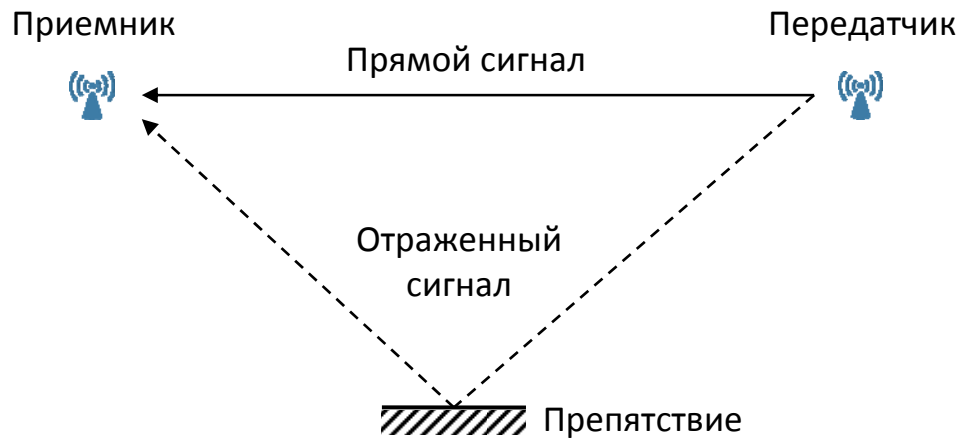 Приемник
Передатчик
Прямой сигнал
Отраженный
сигнал
Препятствие